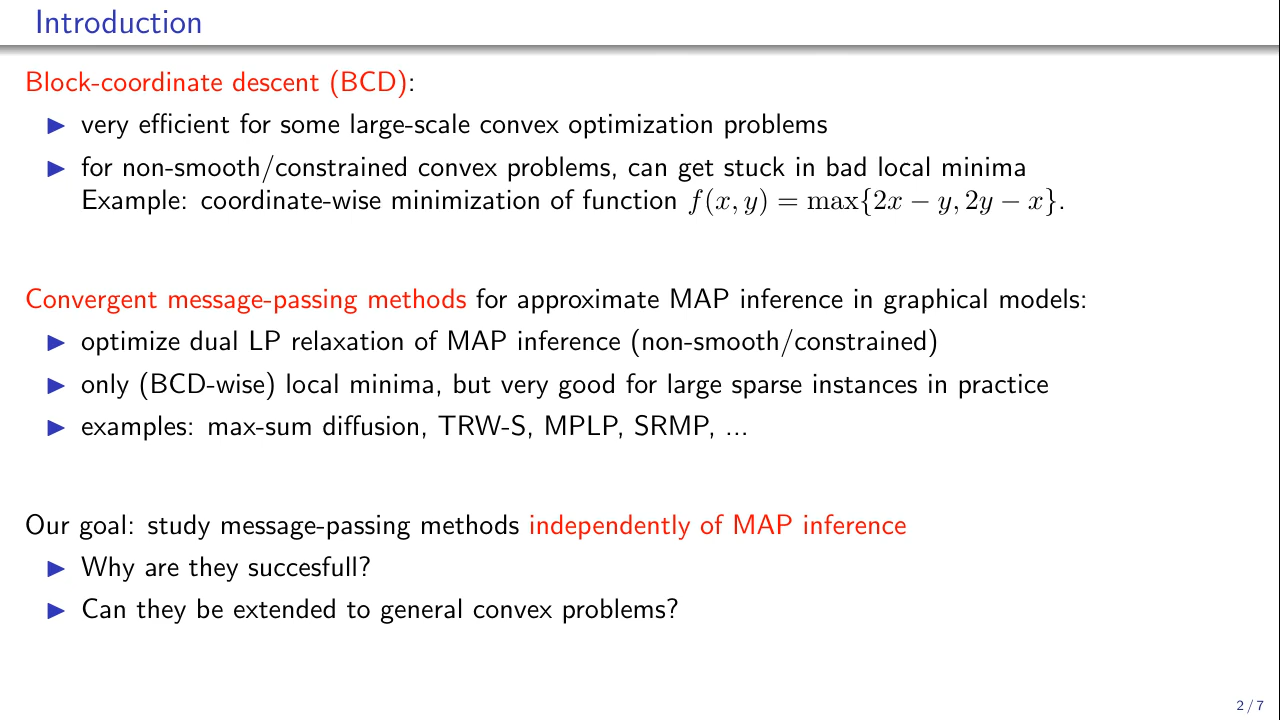 Introduction
Block-coordinate descent (BCD):
▶ very efficient for some large-scale convex optimization problems
▶ for non-smooth/constrained convex problems, can get stuck in bad local minima
Example: coordinate-wise minimization of function f(x, y) = max{2x − y, 2y − x}.
Convergent message-passing methods for approximate MAP inference in graphical models:
▶ optimize dual LP relaxation of MAP inference (non-smooth/constrained)
▶ only (BCD-wise) local minima, but very good for large sparse instances in practice
▶ examples: max-sum diffusion, TRW-S, MPLP, SRMP, ...
Our goal: study message-passing methods independently of MAP inference
▶ Why are they succesfull?
▶ Can they be extended to general convex problems?
2 / 7